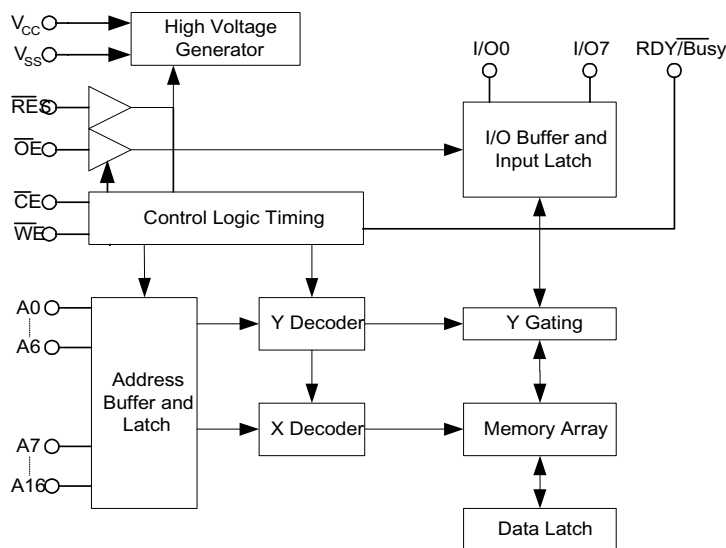 VCC
High Voltage
Generator
VSS
I/O0
I/O7
RDY/Busy
RES
OE
I/O Buffer and
Input Latch
CE
Control Logic Timing
WE
A0
A6
Address
Buffer and
Latch
Y Decoder
Y Gating
X Decoder
Memory Array
A7
A16
Data Latch